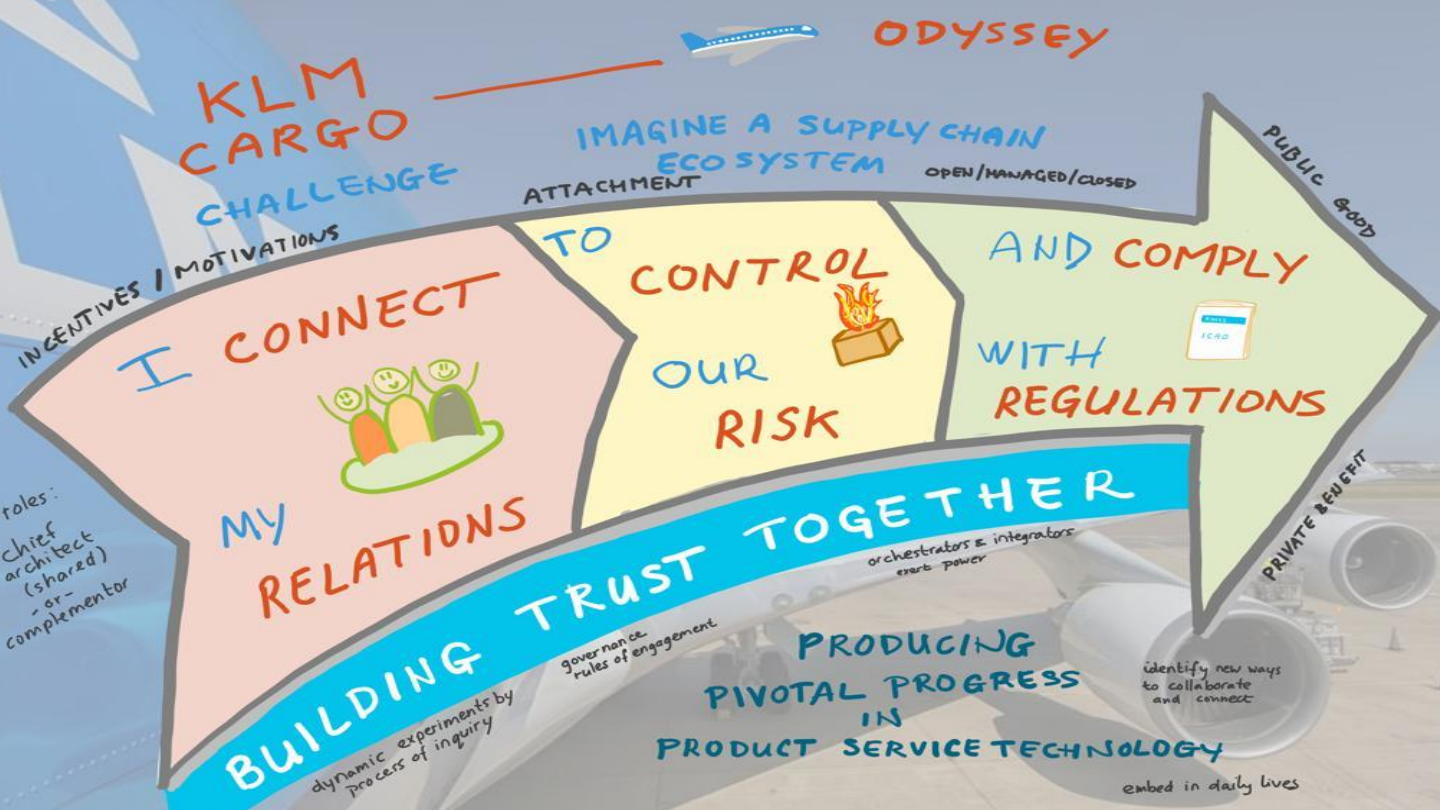 KLM
CARGO
CHALLENGE
ODYSSEY
IMAGINE A SUPPLY CHAIN
ECO SYSTEM
INCENTIVES / MOTIVATIONS
ATTACHMENT
OPEN/MANAGED/CLOSED
PUBLIC GOOD
PRIVATE BENEFIT
I CONNECT
MY
RELATIONS
TO
CONTROL
OUR
RISK
AND COMPLY
WITH
REGULATIONS
ICAO
BUILDING TRUST TOGETHER
roles:
chief
architect
(shared)
- or -
complementor
dynamic experiments by
process of inquiry
governance
rules of engagement
orchestrators & integrators
exert power
PRODUCING
PIVOTAL PROGRESS
IN
PRODUCT SERVICE TECHNOLOGY
identify new ways
to collaborate
and connect
embed in daily lives